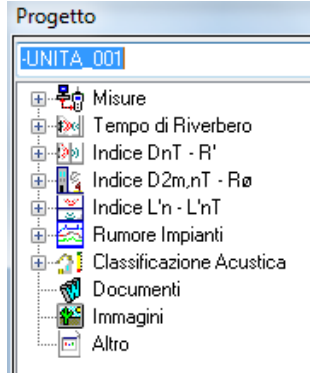 Progetto
-UNITA_001
Misure
Tempo di Riverbero
Indice DnT - R'
Indice D2m,nT - Rø
Indice L'n - L'nT
Rumore Impianti
Classificazione Acustica
Documenti
Immagini
Altro